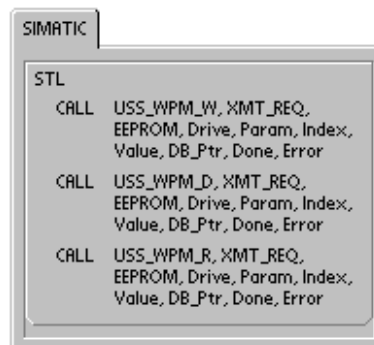 SIMATIC
STL
CALL USS_WPM_W, XMT_REQ,
EEPROM, Drive, Param, Index,
Value, DB_Ptr, Done, Error
CALL USS_WPM_D, XMT_REQ,
EEPROM, Drive, Param, Index,
Value, DB_Ptr, Done, Error
CALL USS_WPM_R, XMT_REQ,
EEPROM, Drive, Param, Index,
Value, DB_Ptr, Done, Error